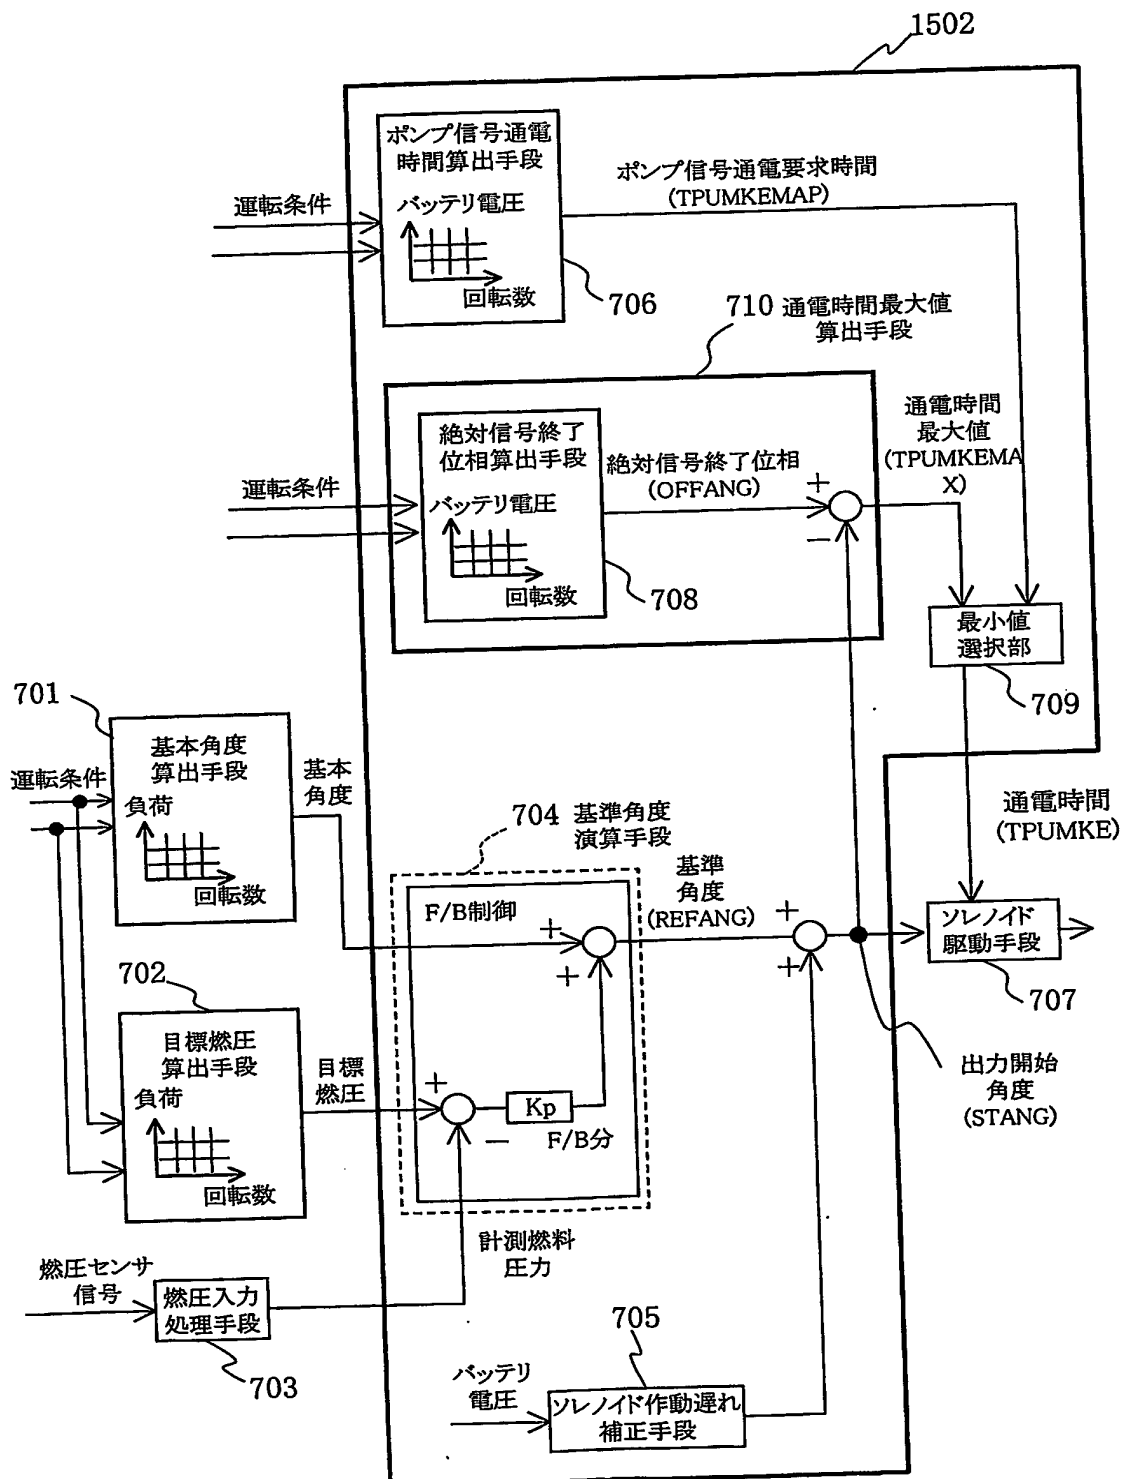 1502
ポンプ信号通電
時間算出手段
バッテリ電圧
回転数
運転条件
706
ポンプ信号通電要求時間
(TPUMKEMAP)
710 通電時間最大値
算出手段
絶対信号終了
位相算出手段
バッテリ電圧
回転数
運転条件
708
絶対信号終了位相
(OFFANG)
+
−
通電時間
最大値
(TPUMKEMA
X)
最小値
選択部
709
701
運転条件
基本角度
算出手段
負荷
回転数
基本
角度
704 基準角度
演算手段
F/B制御
+
+
基準
角度
(REFANG)
+
+
通電時間
(TPUMKE)
ソレノイド
駆動手段
707
702
目標燃圧
算出手段
負荷
回転数
目標
燃圧
+
−
Kp
F/B分
出力開始
角度
(STANG)
計測燃料
圧力
燃圧センサ
信号
燃圧入力
処理手段
703
705
バッテリ
電圧
ソレノイド作動遅れ
補正手段